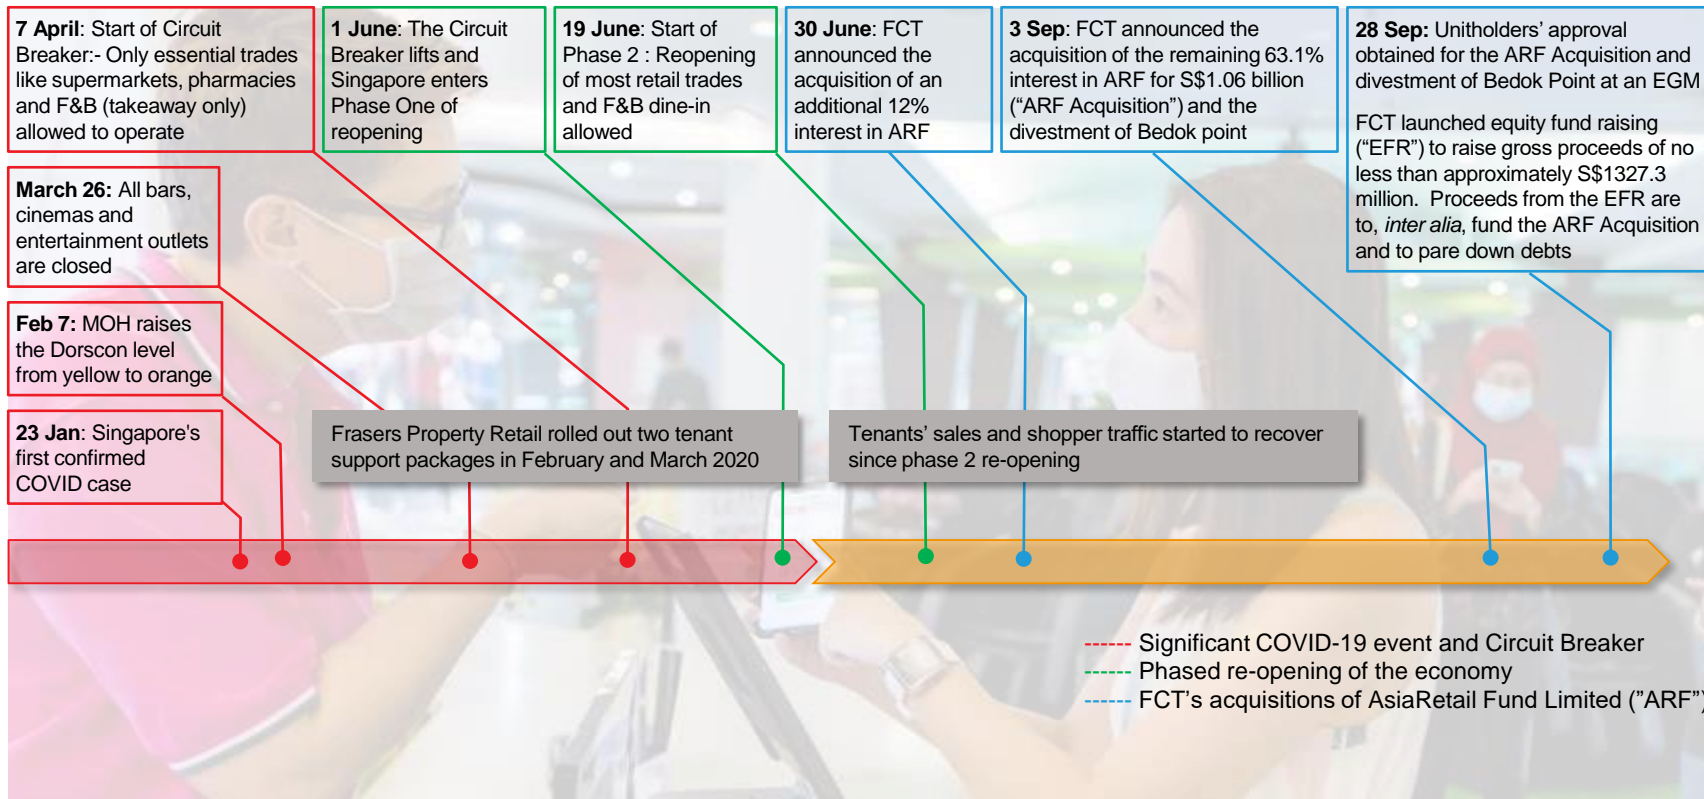 7 April: Start of Circuit
Breaker:- Only essential trades
like supermarkets, pharmacies
and F&B (takeaway only)
allowed to operate
1 June: The Circuit
Breaker lifts and
Singapore enters
Phase One of
reopening
19 June: Start of
Phase 2 : Reopening
of most retail trades
and F&B dine-in
allowed
30 June: FCT
announced the
acquisition of an
additional 12%
interest in ARF
3 Sep: FCT announced the
acquisition of the remaining 63.1%
interest in ARF for S$1.06 billion
(“ARF Acquisition”) and the
divestment of Bedok point
28 Sep: Unitholders’ approval
obtained for the ARF Acquisition and
divestment of Bedok Point at an EGM
FCT launched equity fund raising
(“EFR”) to raise gross proceeds of no
less than approximately S$1327.3
million. Proceeds from the EFR are
to, inter alia, fund the ARF Acquisition
and to pare down debts
March 26: All bars,
cinemas and
entertainment outlets
are closed
Feb 7: MOH raises
the Dorscon level
from yellow to orange
23 Jan: Singapore's
first confirmed
COVID case
Frasers Property Retail rolled out two tenant
support packages in February and March 2020
Tenants’ sales and shopper traffic started to recover
since phase 2 re-opening
Significant COVID-19 event and Circuit Breaker
Phased re-opening of the economy
FCT’s acquisitions of AsiaRetail Fund Limited (”ARF”)